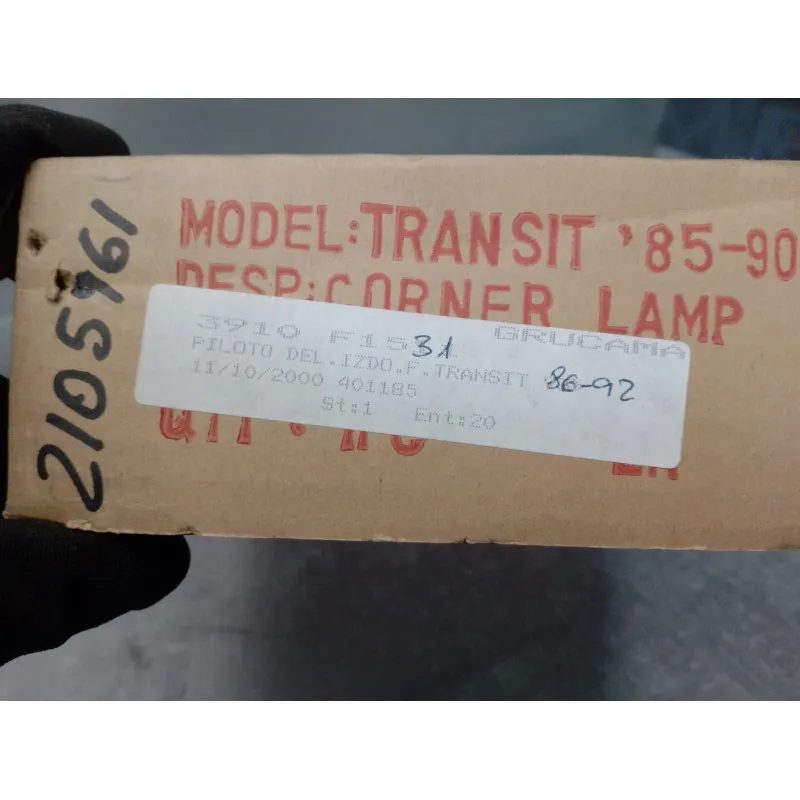 2105461
MODEL:TRANSIT '85-90
DESP:CORNER LAMP
3910 F1531 GRUCAMA
PILOTO DEL.IZDO.F.TRANSIT 86-92
11/10/2000 401185
St:1 Ent:20